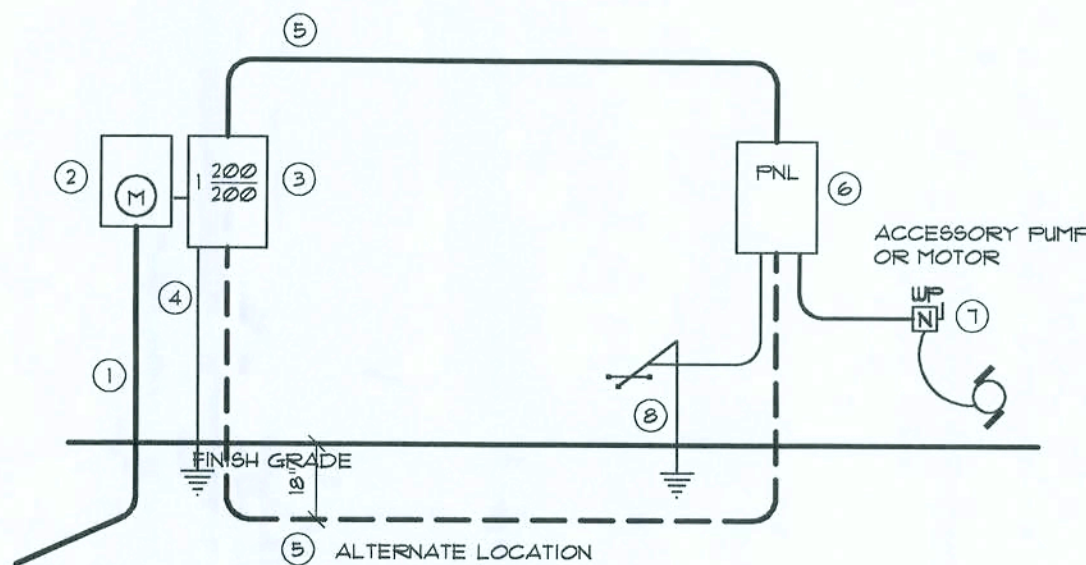 5
2
M
1 200
200
3
PNL
6
ACCESSORY PUMP
OR MOTOR
WP
N
7
4
1
8
FINISH GRADE
18"
5 ALTERNATE LOCATION